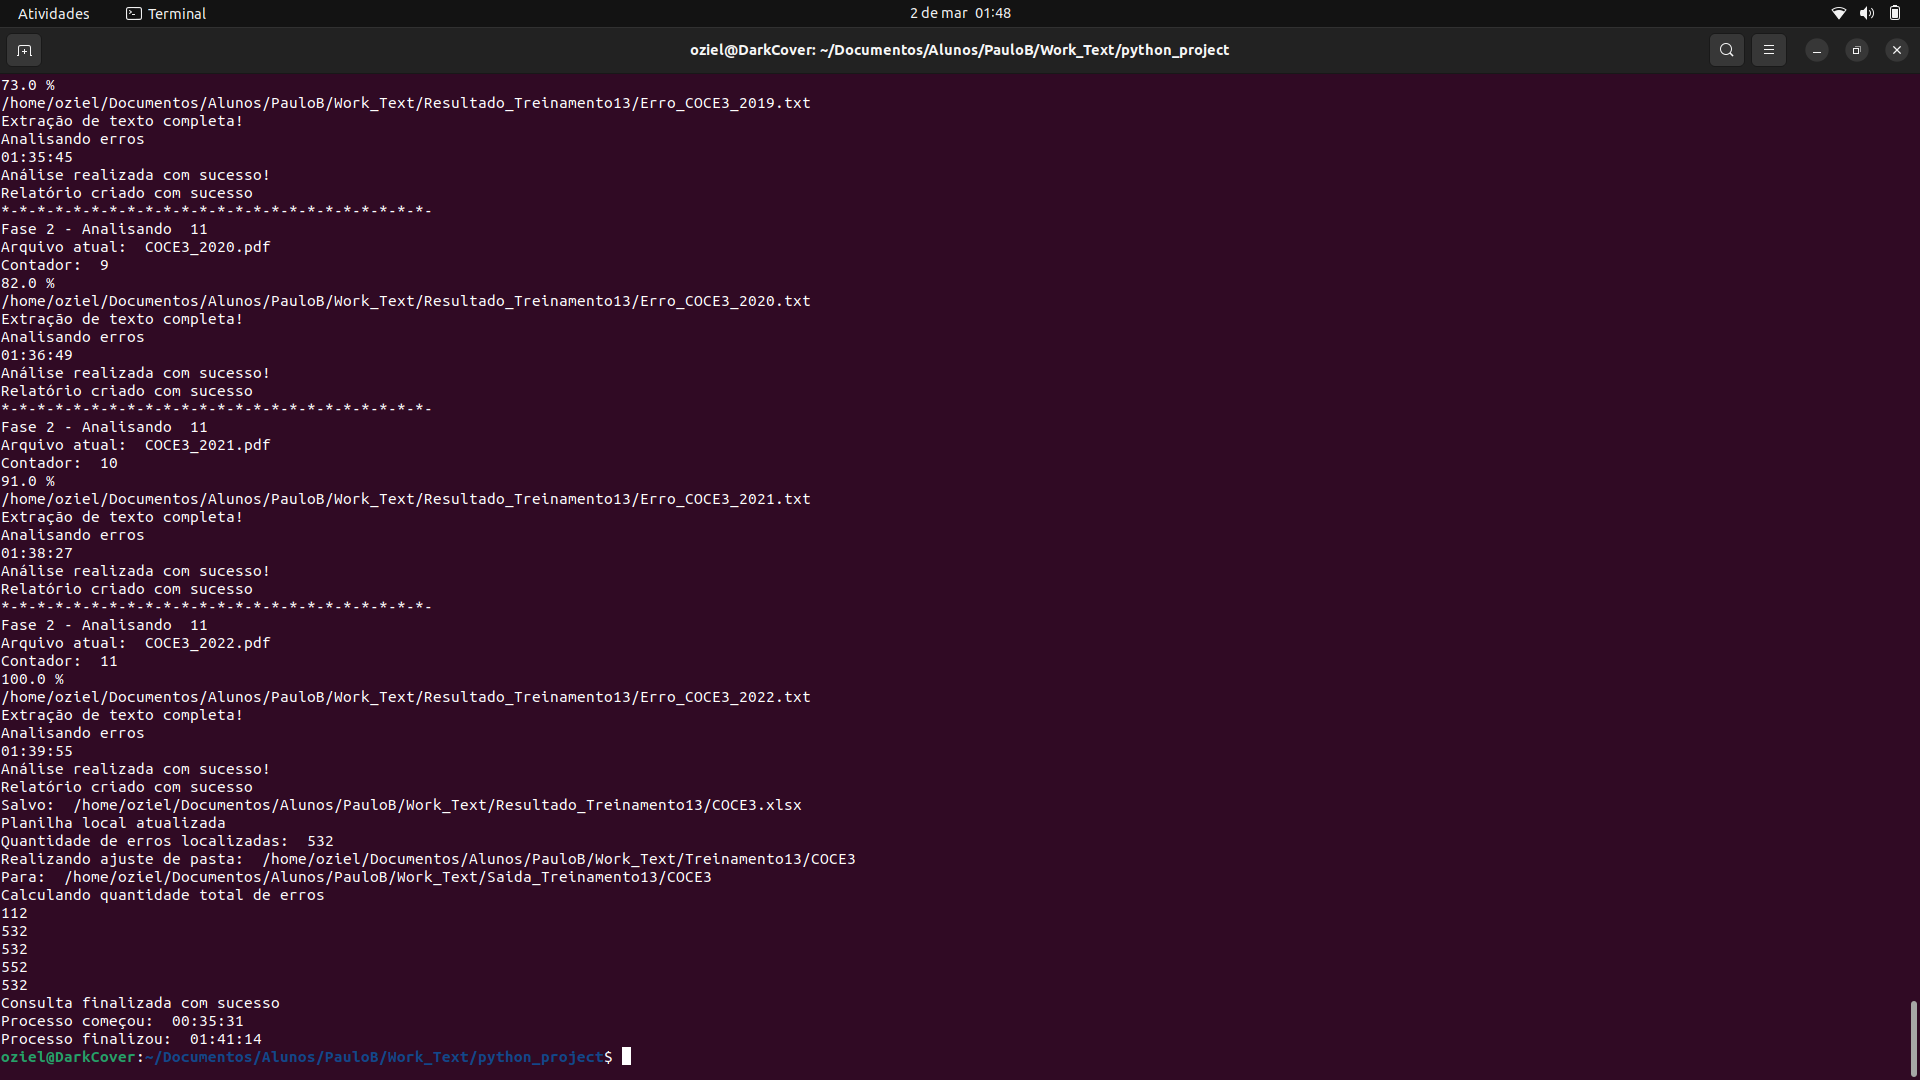 Atividades
Terminal
2 de mar 01:48
oziel@DarkCover: ~/Documentos/Alunos/PauloB/Work_Text/python_project
73.0 %
/home/oziel/Documentos/Alunos/PauloB/Work_Text/Resultado_Treinamento13/Erro_COCE3_2019.txt
Extração de texto completa!
Analisando erros
01:35:45
Análise realizada com sucesso!
Relatório criado com sucesso
*-*-*-*-*-*-*-*-*-*-*-*-*-*-*-*-*-*-*-*-*-*-*-*-
Fase 2 - Analisando  11
Arquivo atual:  COCE3_2020.pdf
Contador:  9
82.0 %
/home/oziel/Documentos/Alunos/PauloB/Work_Text/Resultado_Treinamento13/Erro_COCE3_2020.txt
Extração de texto completa!
Analisando erros
01:36:49
Análise realizada com sucesso!
Relatório criado com sucesso
*-*-*-*-*-*-*-*-*-*-*-*-*-*-*-*-*-*-*-*-*-*-*-*-
Fase 2 - Analisando  11
Arquivo atual:  COCE3_2021.pdf
Contador:  10
91.0 %
/home/oziel/Documentos/Alunos/PauloB/Work_Text/Resultado_Treinamento13/Erro_COCE3_2021.txt
Extração de texto completa!
Analisando erros
01:38:27
Análise realizada com sucesso!
Relatório criado com sucesso
*-*-*-*-*-*-*-*-*-*-*-*-*-*-*-*-*-*-*-*-*-*-*-*-
Fase 2 - Analisando  11
Arquivo atual:  COCE3_2022.pdf
Contador:  11
100.0 %
/home/oziel/Documentos/Alunos/PauloB/Work_Text/Resultado_Treinamento13/Erro_COCE3_2022.txt
Extração de texto completa!
Analisando erros
01:39:55
Análise realizada com sucesso!
Relatório criado com sucesso
Salvo:  /home/oziel/Documentos/Alunos/PauloB/Work_Text/Resultado_Treinamento13/COCE3.xlsx
Planilha local atualizada
Quantidade de erros localizadas:  532
Realizando ajuste de pasta:  /home/oziel/Documentos/Alunos/PauloB/Work_Text/Treinamento13/COCE3
Para:  /home/oziel/Documentos/Alunos/PauloB/Work_Text/Saida_Treinamento13/COCE3
Calculando quantidade total de erros
112
532
532
552
532
Consulta finalizada com sucesso
Processo começou:  00:35:31
Processo finalizou:  01:41:14
oziel@DarkCover:~/Documentos/Alunos/PauloB/Work_Text/python_project$